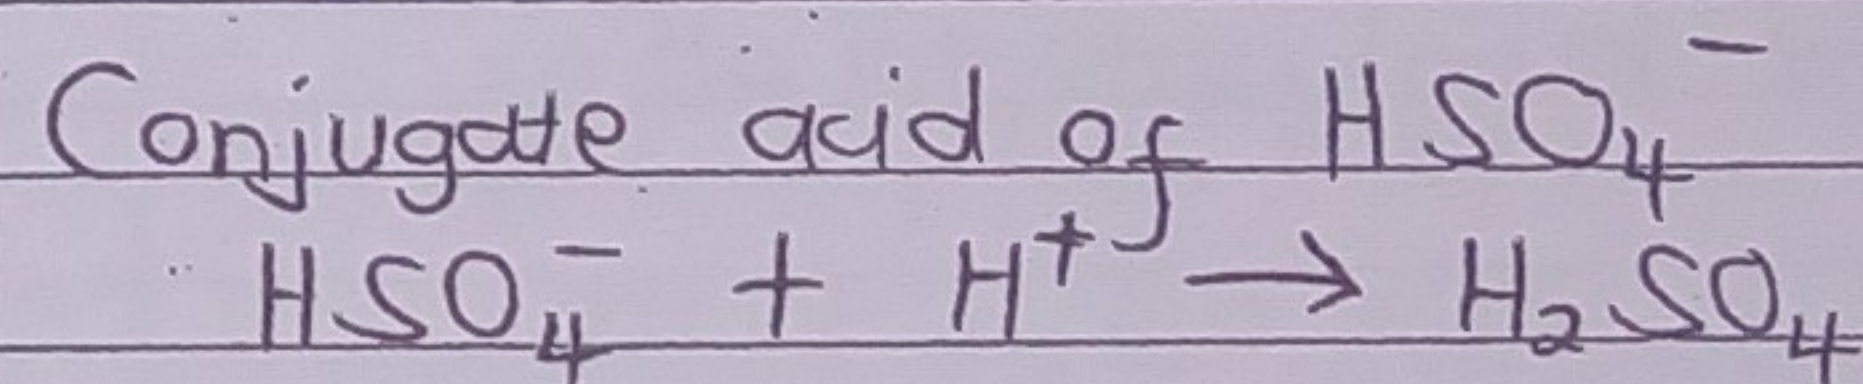 Conjugate acid of HSO₄⁻
HSO₄⁻ + H⁺ → H₂SO₄